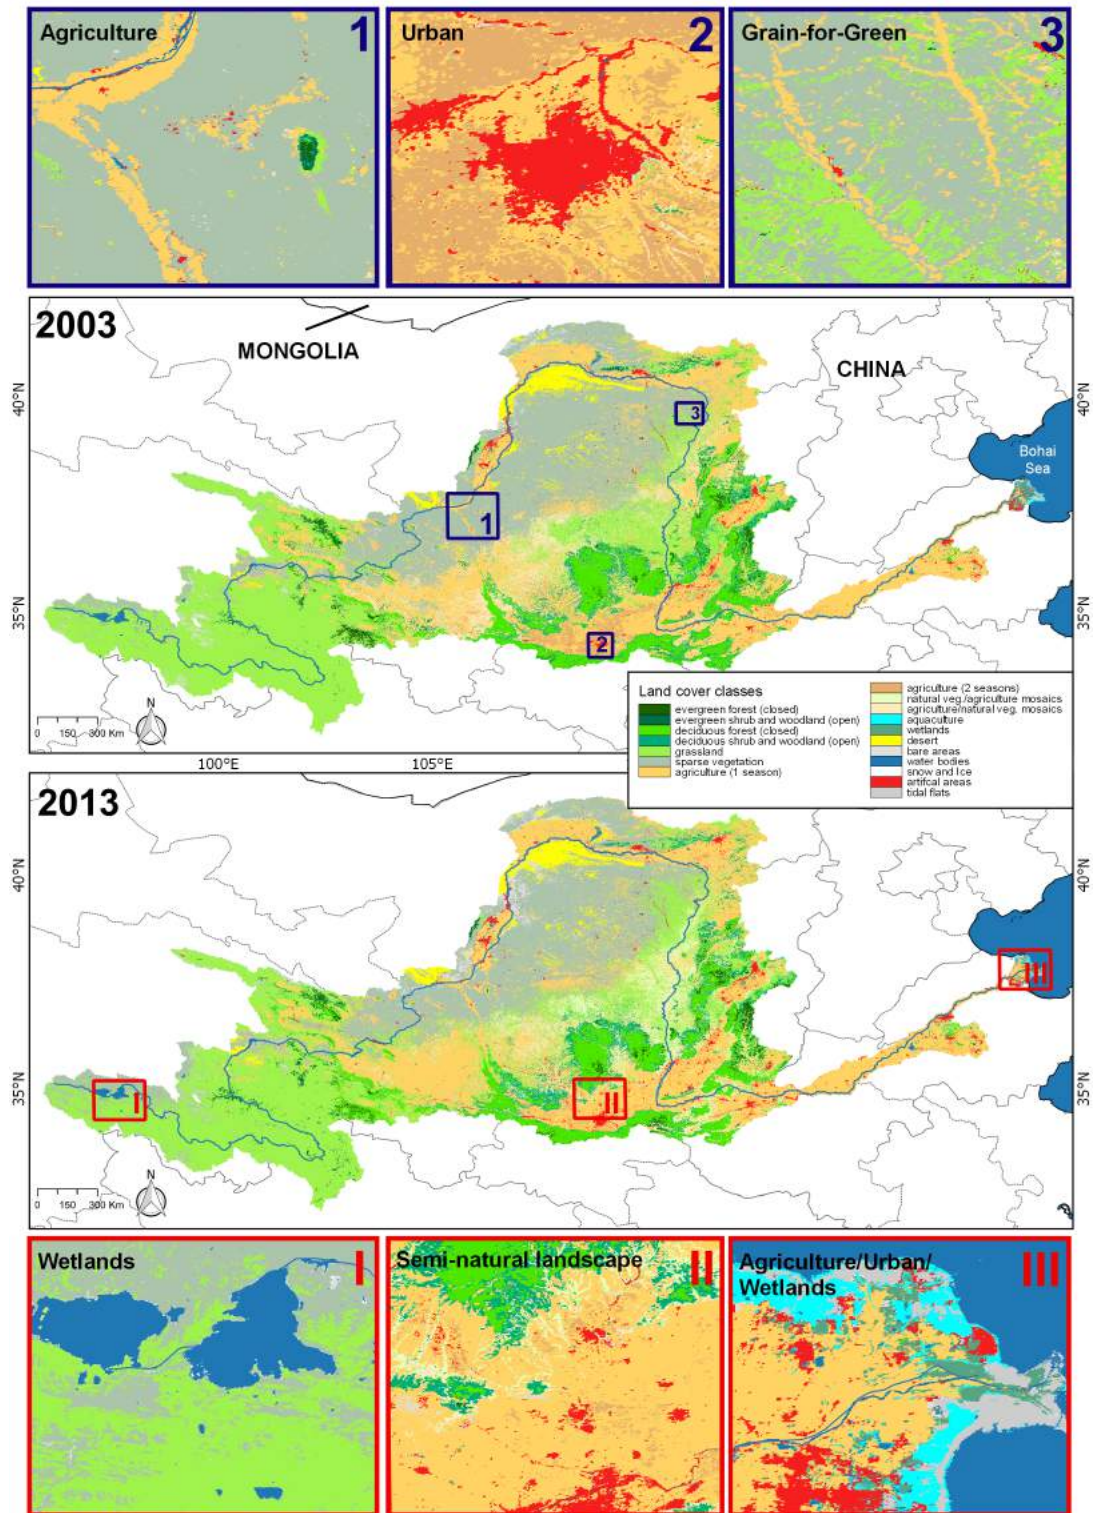 Agriculture 1
Urban 2
Grain-for-Green 3
2003
MONGOLIA
CHINA
40°N
40°N
Bohai
Sea
3
1
2
35°N
35°N
N
0 150 300 Km
100°E
105°E
Land cover classes
evergreen forest (closed)
evergreen shrub and woodland (open)
deciduous forest (closed)
deciduous shrub and woodland (open)
grassland
sparse vegetation
agriculture (1 season)
agriculture (2 seasons)
natural veg./agriculture mosaics
agriculture/natural veg. mosaics
aquaculture
wetlands
desert
bare areas
water bodies
snow and Ice
artifcal areas
tidal flats
2013
40°N
40°N
III
I
II
35°N
35°N
N
0 150 300 Km
Wetlands I
Semi-natural landscape II
Agriculture/Urban/
Wetlands III